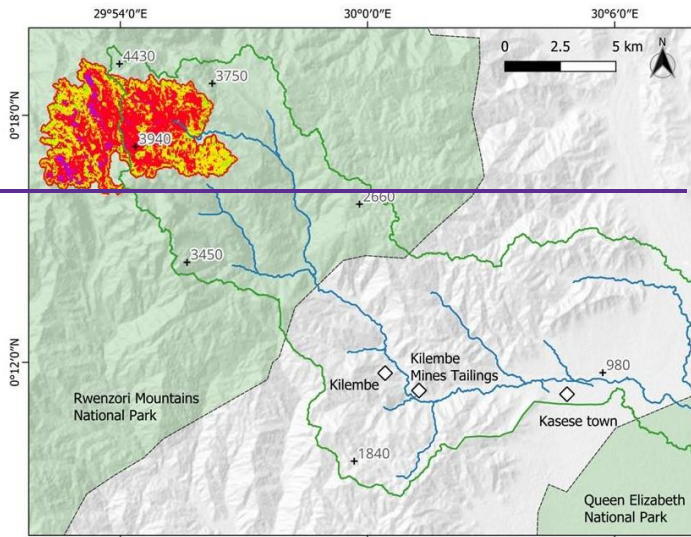 29°54'0"E 30°0'0"E 30°6'0"E
4430
3750
0 2.5 5 km
N
0°18'0"N
3940
2660
3450
980
Kilembe
Mines Tailings
Kilembe
0°12'0"N
Rwenzori Mountains
National Park
Kasese town
1840
Queen Elizabeth
National Park